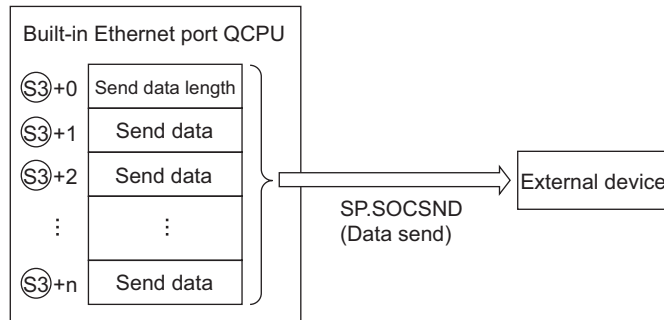 Built-in Ethernet port QCPU
S3+0 Send data length
S3+1 Send data
S3+2 Send data
⋮ ⋮
S3+n Send data
SP.SOCSND
(Data send)
External device